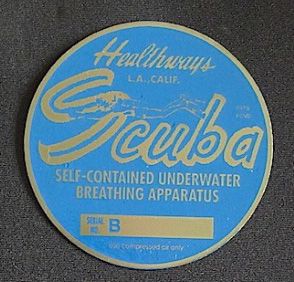 Healthways
L.A., CALIF.
Scuba
SELF-CONTAINED UNDERWATER
BREATHING APPARATUS
SERIAL
NO. B
use compressed air only